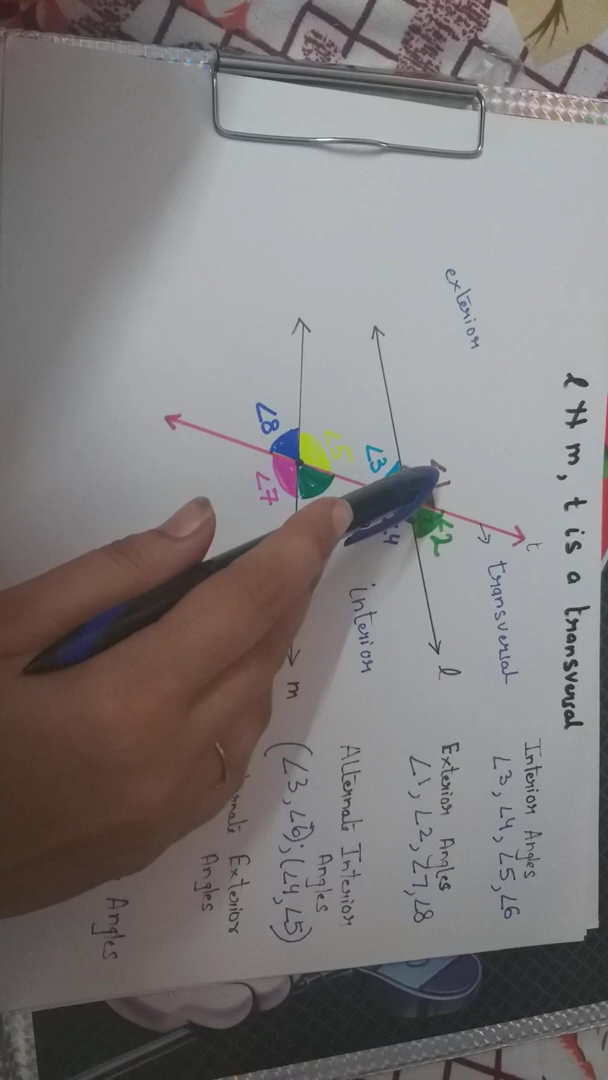 l ∦ m, t is a transversal
t
transversal
exterior
∠1
∠2
∠3
∠4
l
interior
∠5
∠8
∠7
m
Interior Angles
∠3, ∠4, ∠5, ∠6
Exterior Angles
∠1, ∠2, ∠7, ∠8
Alternate Interior
Angles
(∠3, ∠6); (∠4, ∠5)
Exterior
Angles
Angles